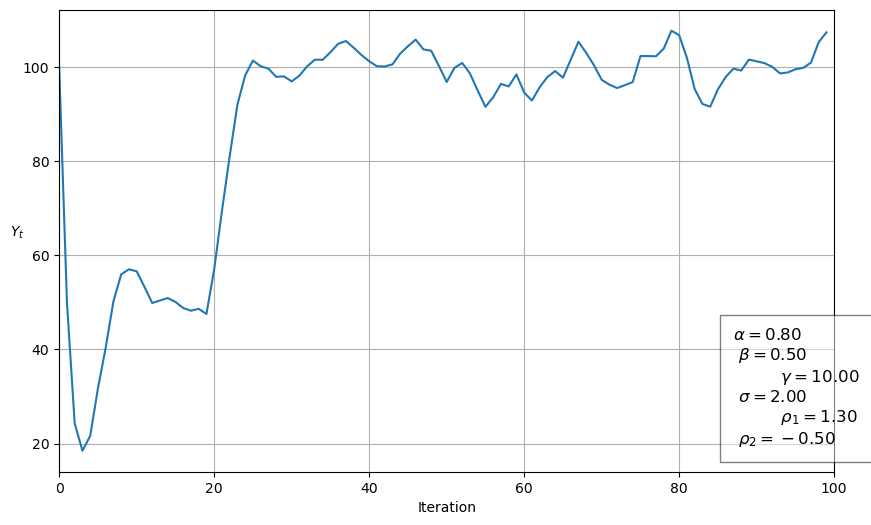 100
80
60
40
20
Yₜ
α = 0.80
β = 0.50
γ = 10.00
σ = 2.00
ρ₁ = 1.30
ρ₂ = −0.50
0 20 40 60 80 100
Iteration